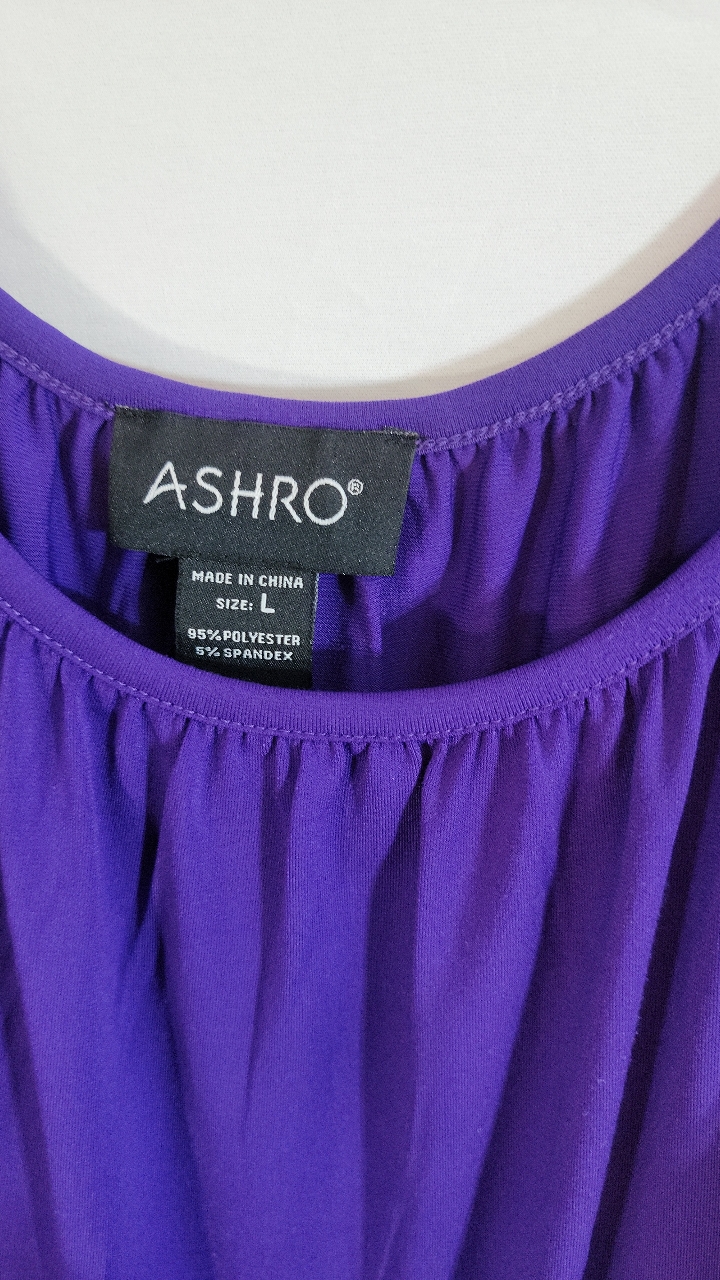 ASHRO®
MADE IN CHINA
SIZE: L
95% POLYESTER
5% SPANDEX